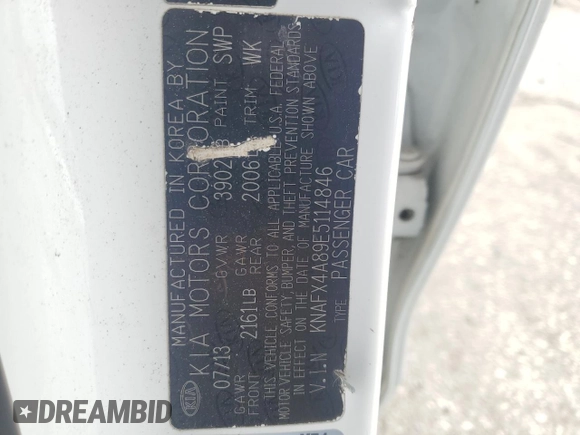 MANUFACTURED IN KOREA BY
KIA KIA MOTORS CORPORATION
07/13 GVWR PAINT SWP
GAWR FRONT 2161LB GAWR REAR TRIM WK
THIS VEHICLE CONFORMS TO ALL APPLICABLE U.S.A. FEDERAL
MOTOR VEHICLE SAFETY, BUMPER, AND THEFT PREVENTION STANDARDS
IN EFFECT ON THE DATE OF MANUFACTURE SHOWN ABOVE
V.I.N KNAFX4A89E5114846
TYPE PASSENGER CAR
DREAMBID